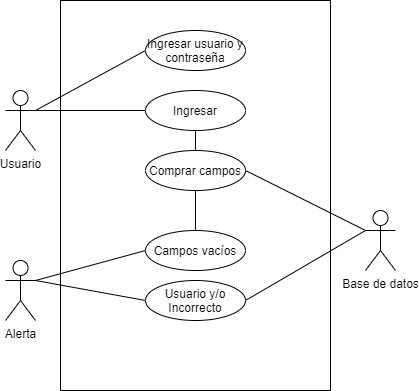 Ingresar usuario y
contraseña
Ingresar
Usuario
Comprar campos
Campos vacíos
Base de datos
Usuario y/o
Incorrecto
Alerta